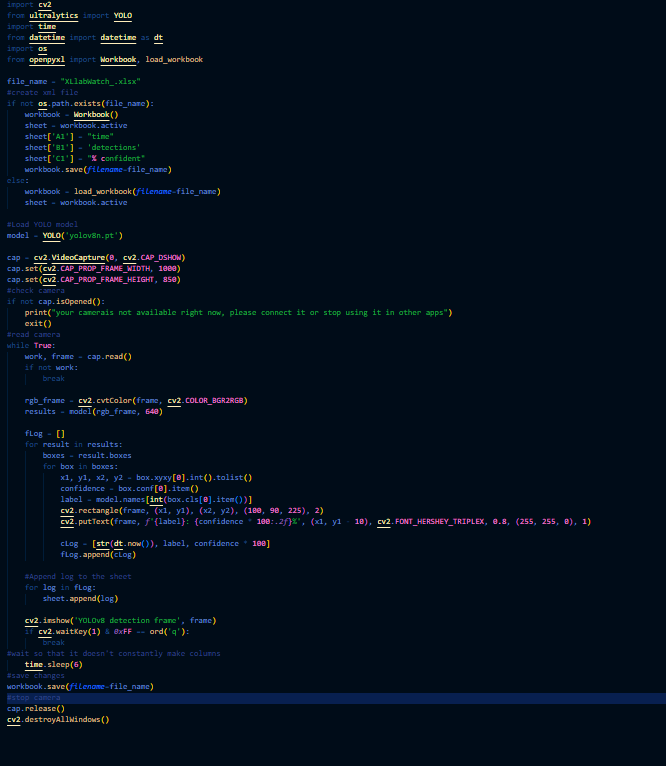 import cv2
from ultralytics import YOLO
import time
from datetime import datetime as dt
import os
from openpyxl import Workbook, load_workbook

file_name = "XLlabWatch_.xlsx"
#create xml file
if not os.path.exists(file_name):
    workbook = Workbook()
    sheet = workbook.active
    sheet['A1'] = "time"
    sheet['B1'] = 'detections'
    sheet['C1'] = "% confident"
    workbook.save(filename=file_name)
else:
    workbook = load_workbook(filename=file_name)
    sheet = workbook.active

#Load YOLO model
model = YOLO('yolov8n.pt')

cap = cv2.VideoCapture(0, cv2.CAP_DSHOW)
cap.set(cv2.CAP_PROP_FRAME_WIDTH, 1000)
cap.set(cv2.CAP_PROP_FRAME_HEIGHT, 850)
#check camera
if not cap.isOpened():
    print("your camerais not available right now, please connect it or stop using it in other apps")
    exit()
#read camera
while True:
    work, frame = cap.read()
    if not work:
        break

    rgb_frame = cv2.cvtColor(frame, cv2.COLOR_BGR2RGB)
    results = model(rgb_frame, 640)

    fLog = []
    for result in results:
        boxes = result.boxes
        for box in boxes:
            x1, y1, x2, y2 = box.xyxy[0].int().tolist()
            confidence = box.conf[0].item()
            label = model.names[int(box.cls[0].item())]
            cv2.rectangle(frame, (x1, y1), (x2, y2), (100, 90, 225), 2)
            cv2.putText(frame, f'{label}: {confidence * 100:.2f}%', (x1, y1 - 10), cv2.FONT_HERSHEY_TRIPLEX, 0.8, (255, 255, 0), 1)

            cLog = [str(dt.now()), label, confidence * 100]
            fLog.append(cLog)

    #Append log to the sheet
    for log in fLog:
        sheet.append(log)

    cv2.imshow('YOLOv8 detection frame', frame)
    if cv2.waitKey(1) & 0xFF == ord('q'):
        break
#wait so that it doesn't constantly make columns
    time.sleep(6)
#save changes
workbook.save(filename=file_name)
#stop camera
cap.release()
cv2.destroyAllWindows()